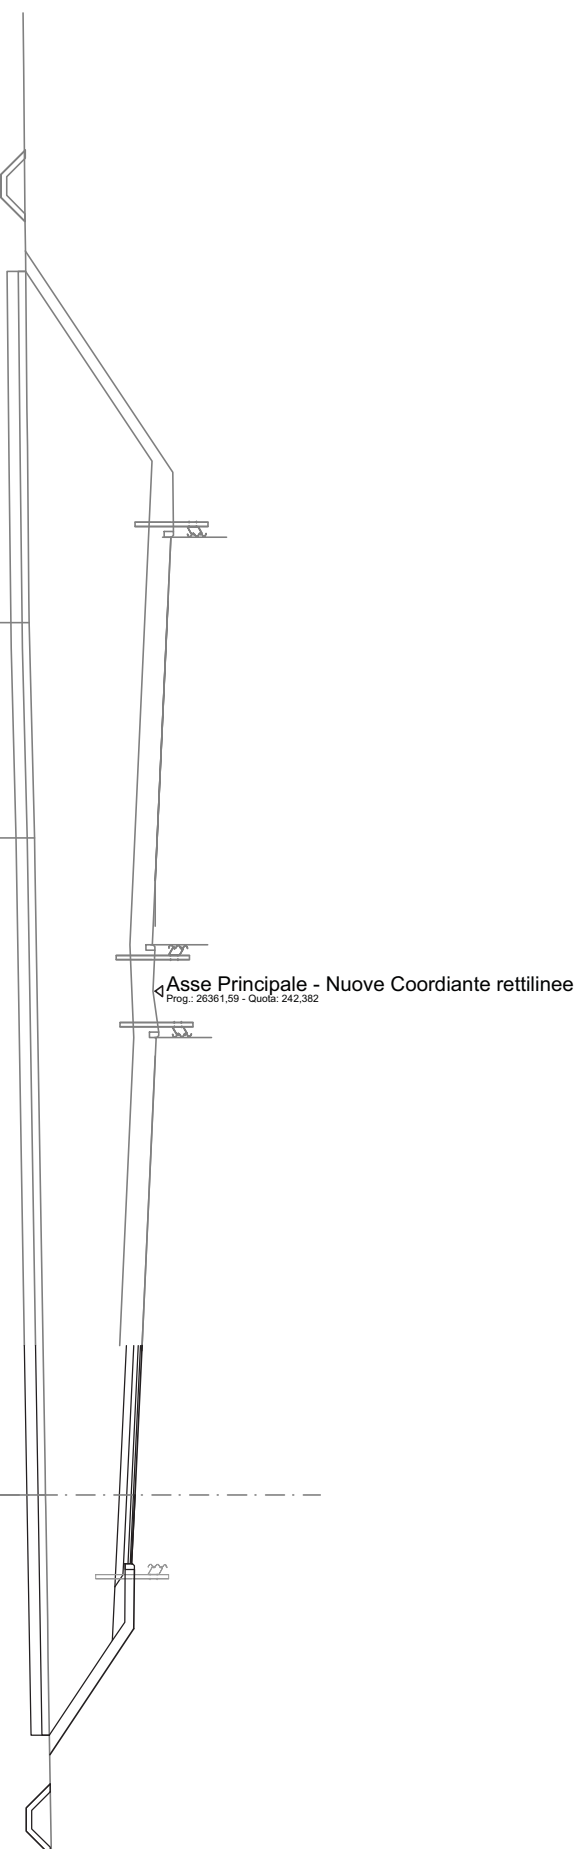 Asse Principale - Nuove Coordiante rettilinee
Prog.: 26361,59 - Quota: 242,382